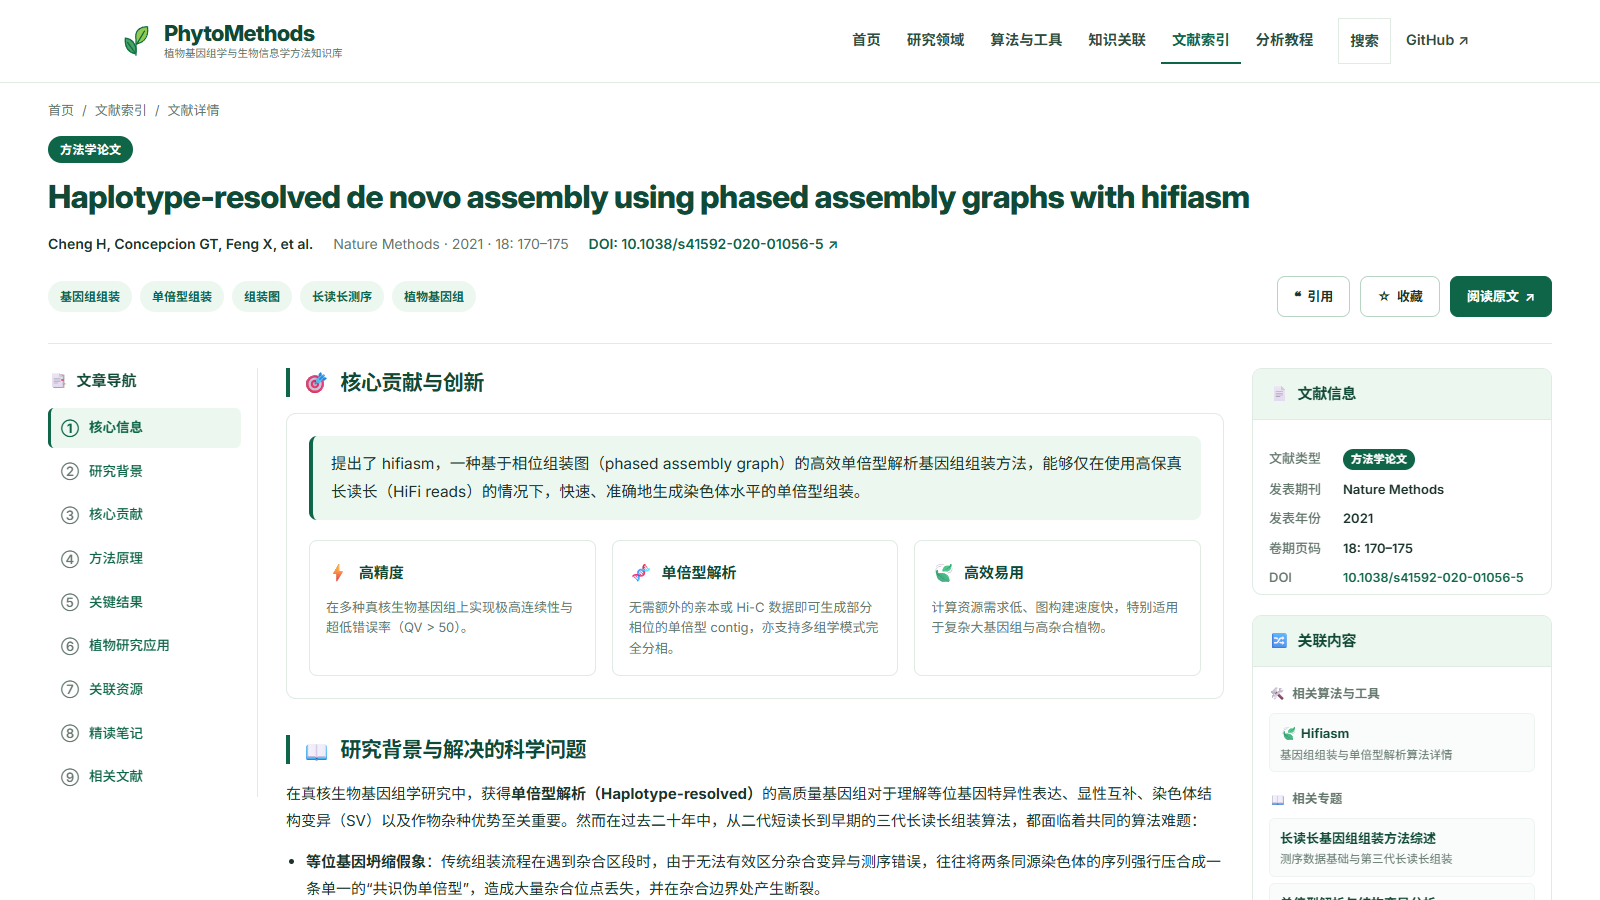 PhytoMethods
植物基因组学与生物信息学方法知识库
首页 研究领域 算法与工具 知识关联 文献索引 分析教程 搜索 GitHub ↗
首页 / 文献索引 / 文献详情
方法学论文
Haplotype-resolved de novo assembly using phased assembly graphs with hifiasm
Cheng H, Concepcion GT, Feng X, et al. Nature Methods · 2021 · 18: 170–175 DOI: 10.1038/s41592-020-01056-5 ↗
基因组组装 单倍型组装 组装图 长读长测序 植物基因组
❝ 引用 ☆ 收藏 阅读原文 ↗
文章导航
① 核心信息
② 研究背景
③ 核心贡献
④ 方法原理
⑤ 关键结果
⑥ 植物研究应用
⑦ 关联资源
⑧ 精读笔记
⑨ 相关文献
核心贡献与创新
提出了 hifiasm，一种基于相位组装图（phased assembly graph）的高效单倍型解析基因组组装方法，能够仅在使用高保真
长读长（HiFi reads）的情况下，快速、准确地生成染色体水平的单倍型组装。
高精度
在多种真核生物基因组上实现极高连续性与
超低错误率（QV > 50）。
单倍型解析
无需额外的亲本或 Hi-C 数据即可生成部分
相位的单倍型 contig，亦支持多组学模式完
全分相。
高效易用
计算资源需求低、图构建速度快，特别适用
于复杂大基因组与高杂合植物。
研究背景与解决的科学问题
在真核生物基因组学研究中，获得单倍型解析（Haplotype-resolved）的高质量基因组对于理解等位基因特异性表达、显性互补、染色体结
构变异（SV）以及作物杂种优势至关重要。然而在过去二十年中，从二代短读长到早期的三代长读长组装算法，都面临着共同的算法难题：
• 等位基因坍缩假象：传统组装流程在遇到杂合区段时，由于无法有效区分杂合变异与测序错误，往往将两条同源染色体的序列强行压合成一
条单一的“共识伪单倍型”，造成大量杂合位点丢失，并在杂合边界处产生断裂。
文献信息
文献类型 方法学论文
发表期刊 Nature Methods
发表年份 2021
卷期页码 18: 170–175
DOI 10.1038/s41592-020-01056-5
关联内容
相关算法与工具
Hifiasm
基因组组装与单倍型解析算法详情
相关专题
长读长基因组组装方法综述
测序数据基础与第三代长读长组装